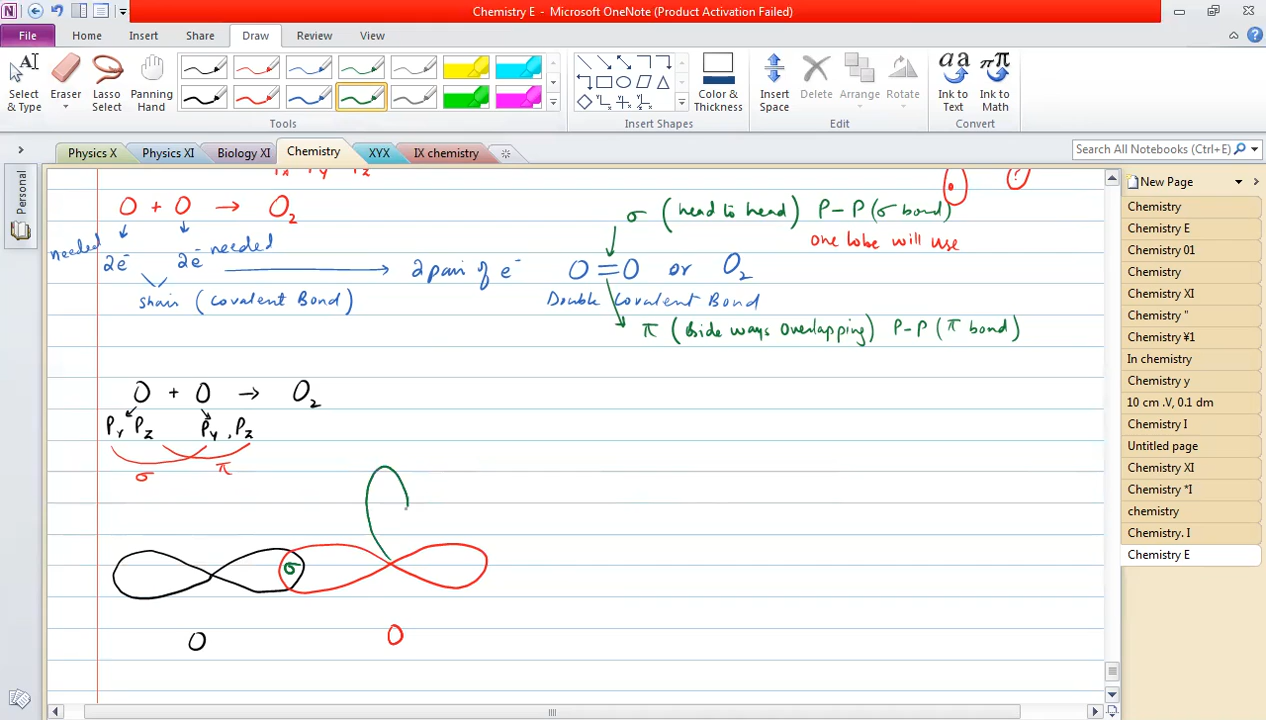 Chemistry E - Microsoft OneNote (Product Activation Failed)
File Home Insert Share Draw Review View
Select & Type
Eraser
Lasso Select
Panning Hand
Color & Thickness
Insert Space
Delete
Arrange
Rotate
Ink to Text
Ink to Math
Tools
Insert Shapes
Edit
Convert
Physics X
Physics XI
Biology XI
Chemistry
XYX
IX chemistry
Search All Notebooks (Ctrl+E)
Personal
O + O → O2
needed 2e⁻
2e⁻ needed
→ 2 pair of e⁻
shair (covalent Bond)
σ (head to head) P-P (σ bond)
one lobe will use
O = O or O2
Double Covalent Bond
π (side ways overlapping) P-P (π bond)
O + O → O2
Py, Pz
σ
π
σ
O
O
New Page
Chemistry
Chemistry E
Chemistry 01
Chemistry
Chemistry XI
Chemistry "
Chemistry ¥1
In chemistry
Chemistry y
10 cm .V, 0.1 dm
Chemistry I
Untitled page
Chemistry XI
Chemistry *I
chemistry
Chemistry. I
Chemistry E